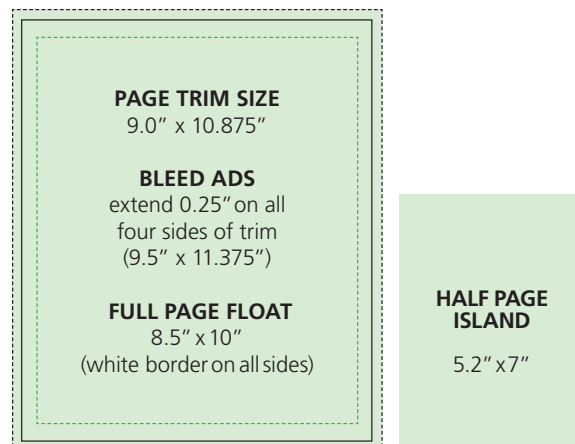 PAGE TRIM SIZE
9.0” x 10.875”
BLEED ADS
extend 0.25” on all
four sides of trim
(9.5” x 11.375”)
FULL PAGE FLOAT
8.5” x 10”
(white border on all sides)
HALF PAGE
ISLAND
5.2” x 7”